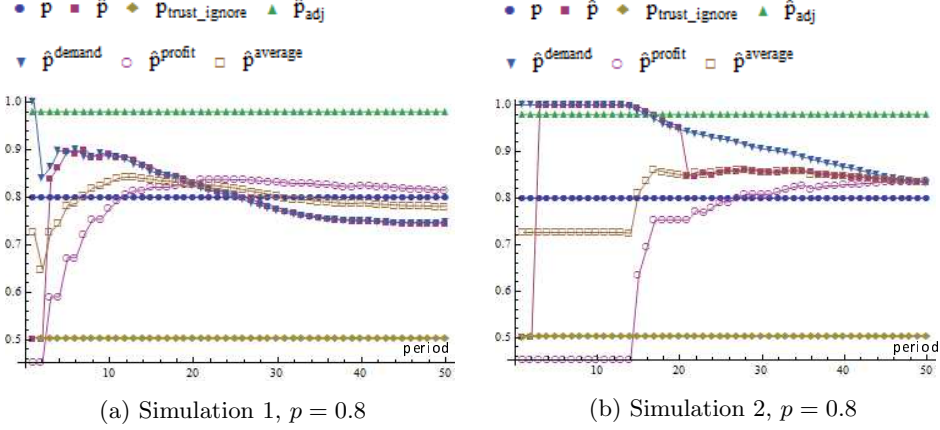 p p̂ p_trust_ignore p̂_adj
p̂^demand p̂^profit p̂^average
1.0
0.9
0.8
0.7
0.6
0.5
period
10 20 30 40 50
(a) Simulation 1, p = 0.8
p p̂ p_trust_ignore p̂_adj
p̂^demand p̂^profit p̂^average
1.0
0.9
0.8
0.7
0.6
0.5
period
10 20 30 40 50
(b) Simulation 2, p = 0.8